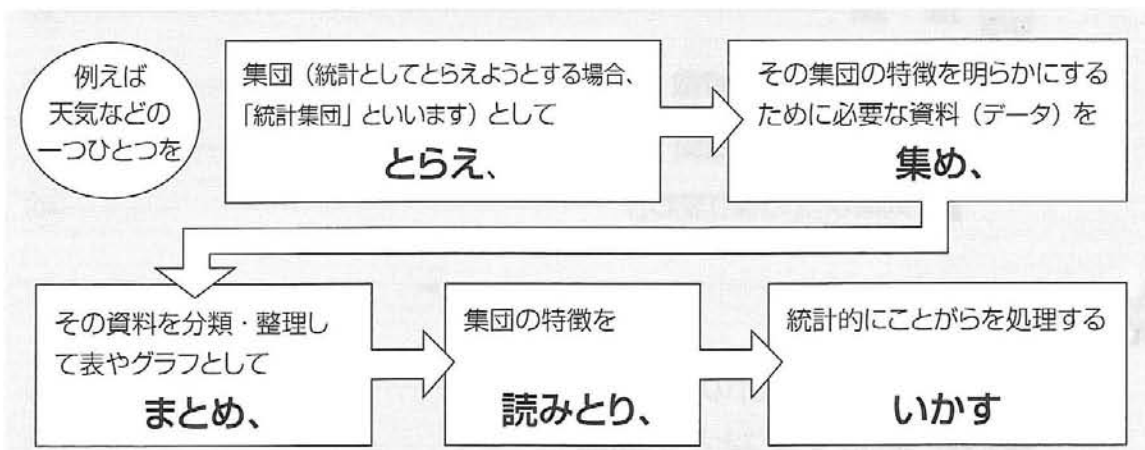 例えば
天気などの
一つひとつを
集団（統計としてとらえようとする場合、
「統計集団」といいます）として
とらえ、
その集団の特徴を明らかにする
ために必要な資料（データ）を
集め、
その資料を分類・整理し
て表やグラフとして
まとめ、
集団の特徴を
読みとり、
統計的にことがらを処理する
いかす